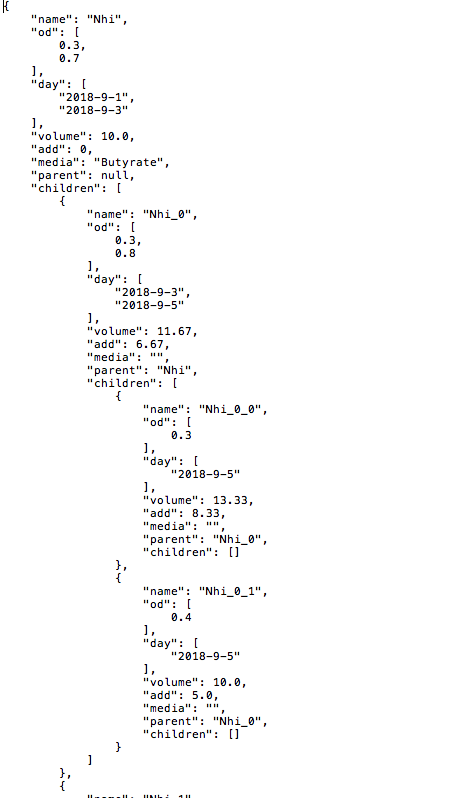 {
    "name": "Nhi",
    "od": [
        0.3,
        0.7
    ],
    "day": [
        "2018-9-1",
        "2018-9-3"
    ],
    "volume": 10.0,
    "add": 0,
    "media": "Butyrate",
    "parent": null,
    "children": [
        {
            "name": "Nhi_0",
            "od": [
                0.3,
                0.8
            ],
            "day": [
                "2018-9-3",
                "2018-9-5"
            ],
            "volume": 11.67,
            "add": 6.67,
            "media": "",
            "parent": "Nhi",
            "children": [
                {
                    "name": "Nhi_0_0",
                    "od": [
                        0.3
                    ],
                    "day": [
                        "2018-9-5"
                    ],
                    "volume": 13.33,
                    "add": 8.33,
                    "media": "",
                    "parent": "Nhi_0",
                    "children": []
                },
                {
                    "name": "Nhi_0_1",
                    "od": [
                        0.4
                    ],
                    "day": [
                        "2018-9-5"
                    ],
                    "volume": 10.0,
                    "add": 5.0,
                    "media": "",
                    "parent": "Nhi_0",
                    "children": []
                }
            ]
        },
        {
            "name": "Nhi_1",